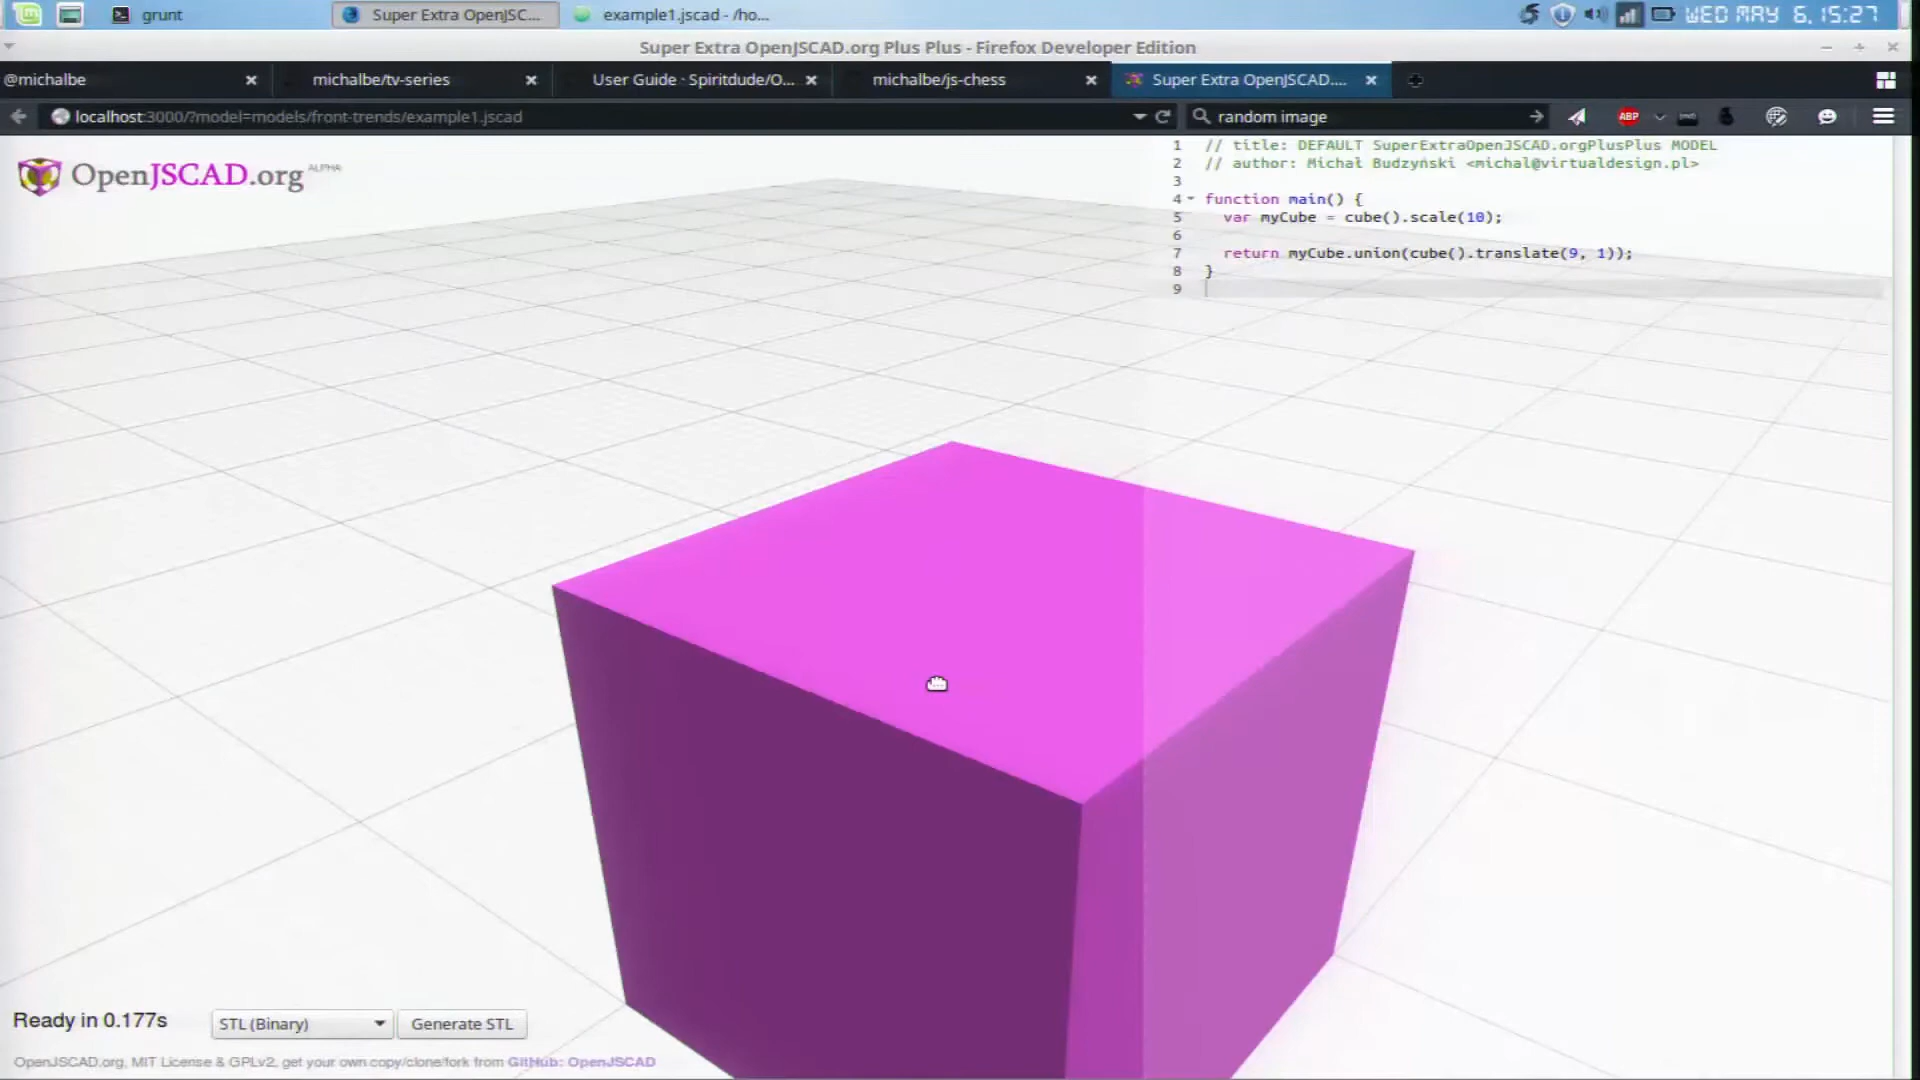 grunt
Super Extra OpenJSC...
example1.jscad - /ho...
WED MAY 6, 15:27
Super Extra OpenJSCAD.org Plus Plus - Firefox Developer Edition
@michalbe
michalbe/tv-series
User Guide · Spiritdude/O...
michalbe/js-chess
Super Extra OpenJSCAD....
localhost:3000/?model=models/front-trends/example1.jscad
random image
ABP
OpenJSCAD.org ALPHA
1 // title: DEFAULT SuperExtraOpenJSCAD.orgPlusPlus MODEL
2 // author: Michał Budzyński <michal@virtualdesign.pl>
3
4 function main() {
5 var myCube = cube().scale(10);
6
7 return myCube.union(cube().translate(9, 1));
8 }
9
Ready in 0.177s
STL (Binary)
Generate STL
OpenJSCAD.org, MIT License & GPLv2, get your own copy/clone/fork from GitHub: OpenJSCAD